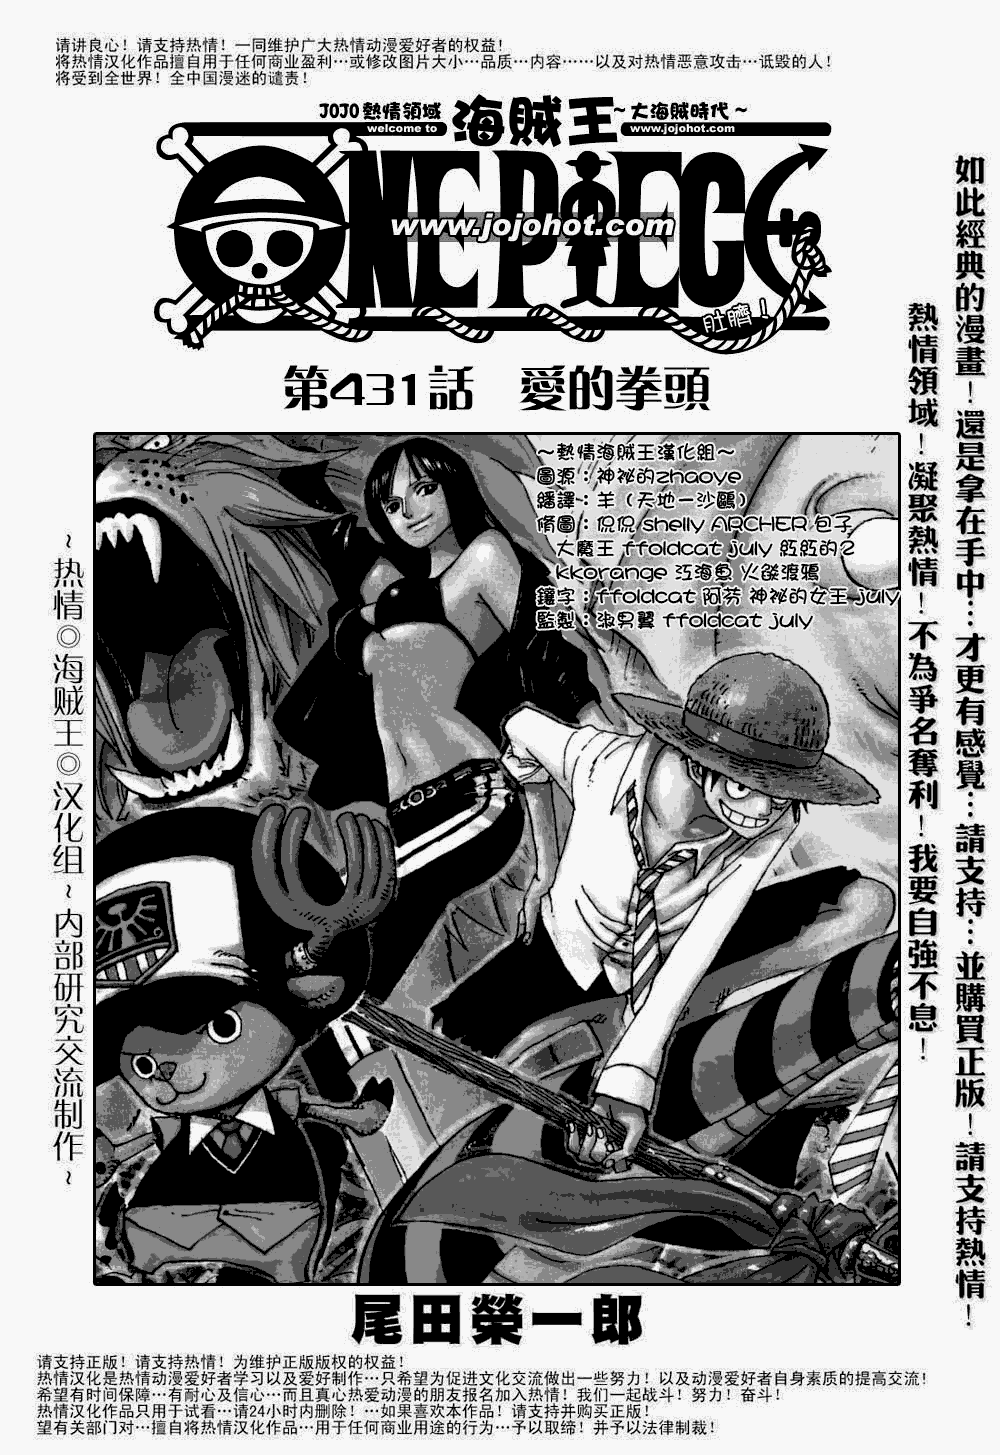 请讲良心！请支持热情！一同维护广大热情动漫爱好者的权益！
将热情汉化作品擅自用于任何商业盈利…或修改图片大小…品质…内容……以及对热情恶意攻击…诋毁的人！
将受到全世界！全中国漫迷的谴责！
JOJO熱情領域 海賊王 ~大海賊時代~
welcome to www.jojohot.com
ONE PIECE
www.jojohot.com
肚臍！
第431話 愛的拳頭
如此經典的漫畫！還是拿在手中…才更有感覺…請支持…並購買正版！請支持熱情！
熱情領域！凝聚熱情！不為爭名奪利！我要自強不息！
~熱情海賊王漢化組~
圖源：神祕的zhaoye
繙譯：羊（天地一沙鷗）
脩圖：侃侃 shelly ARCHER 包子
大魔王 ffoldcat july 紅紅的2
kkorange 江海魚 火燄渡鴉
鑲字：ffoldcat 阿芬 神祕的女王 july
監製：淑男翼 ffoldcat july
~热情◎海贼王◎汉化组~内部研究交流制作~
尾田榮一郎
请支持正版！请支持热情！为维护正版版权的权益！
热情汉化是热情动漫爱好者学习以及爱好制作…只希望为促进文化交流做出一些努力！以及动漫爱好者自身素质的提高交流！
希望有时间保障…有耐心及信心…而且真心热爱动漫的朋友报名加入热情！我们一起战斗！努力！奋斗！
热情汉化作品只用于试看…请24小时内删除！…如果喜欢本作品！请支持并购买正版！
望有关部门对…擅自将热情汉化作品…用于任何商业用途的行为…予以取缔！并予以法律制裁！